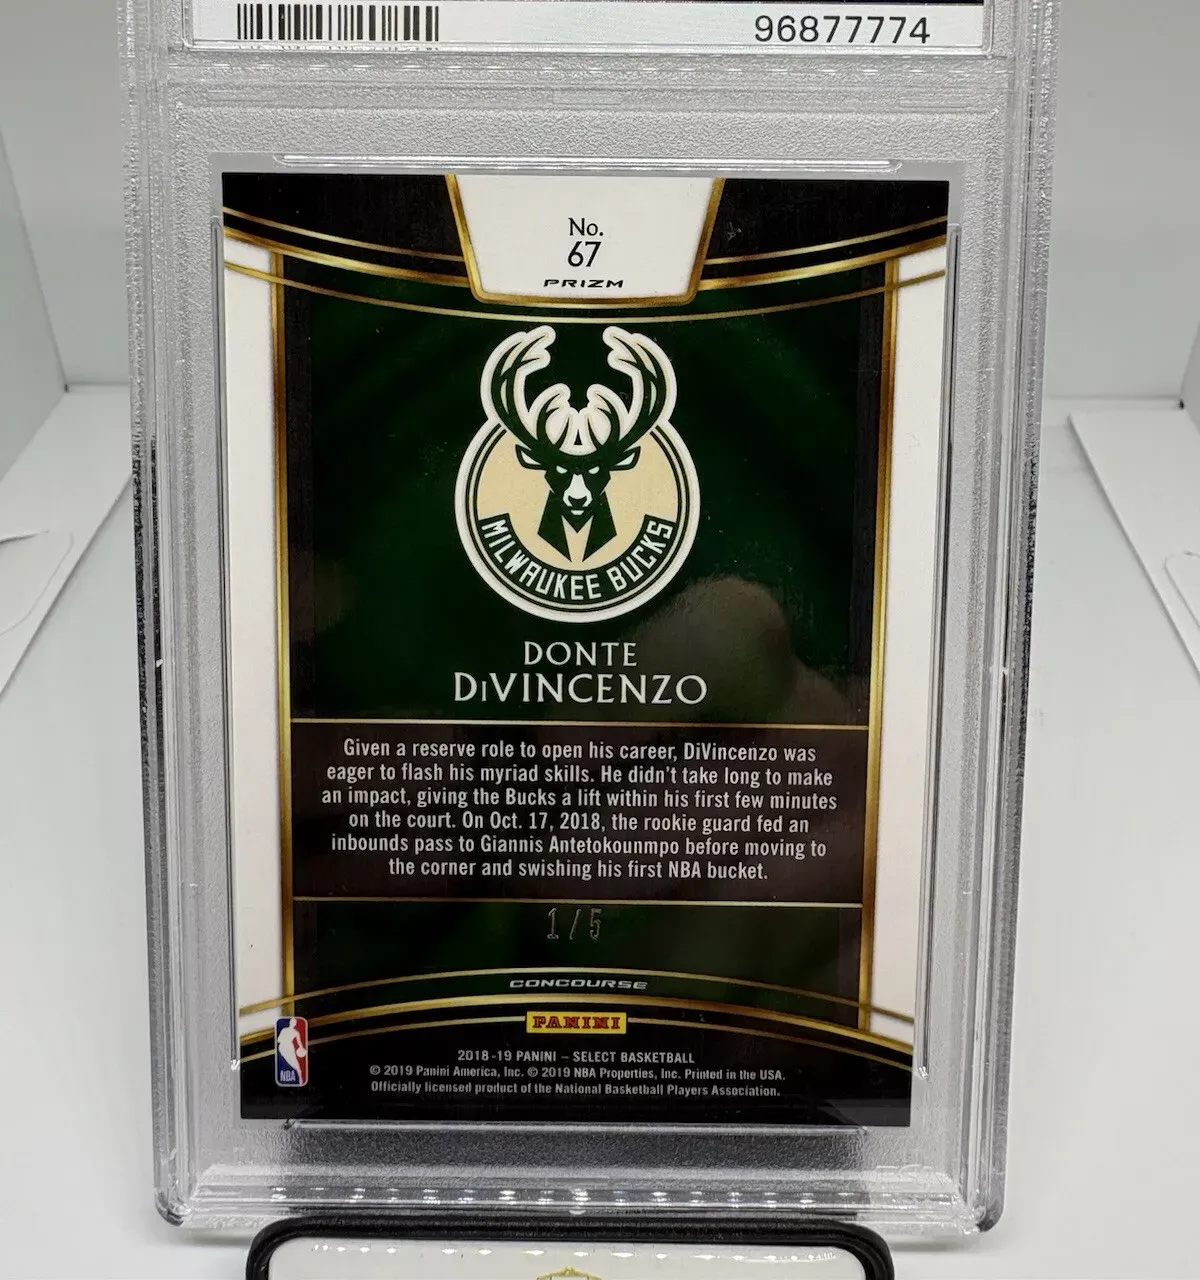 96877774
No.
67
PRIZM
MILWAUKEE BUCKS
DONTE
DiVINCENZO
Given a reserve role to open his career, DiVincenzo was
eager to flash his myriad skills. He didn't take long to make
an impact, giving the Bucks a lift within his first few minutes
on the court. On Oct. 17, 2018, the rookie guard fed an
inbounds pass to Giannis Antetokounmpo before moving to
the corner and swishing his first NBA bucket.
1/5
CONCOURSE
PANINI
NBA
2018-19 PANINI – SELECT BASKETBALL
© 2019 Panini America, Inc. © 2019 NBA Properties, Inc. Printed in the USA.
Officially licensed product of the National Basketball Players Association.